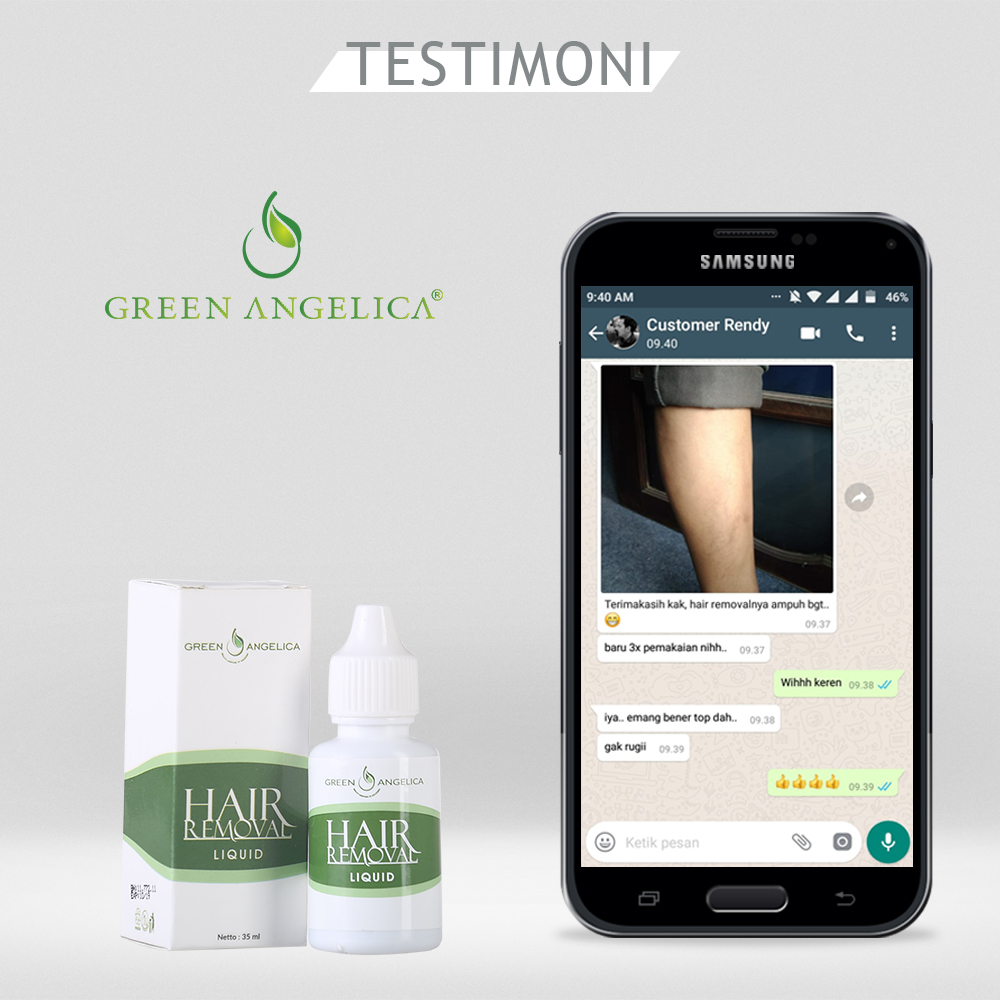 TESTIMONI
GREEN ANGELICA®
GREEN ANGELICA
HAIR
REMOVAL
LIQUID
Netto : 35 ml
GREEN ANGELICA
HAIR
REMOVAL
LIQUID
SAMSUNG
9:40 AM
46%
Customer Rendy
09.40
Terimakasih kak, hair removalnya ampuh bgt..
😁 09.37
baru 3x pemakaian nihh.. 09.37
Wihhh keren 09.38
iya.. emang bener top dah.. 09.38
gak rugii 09.39
👍👍👍👍 09.39
Ketik pesan